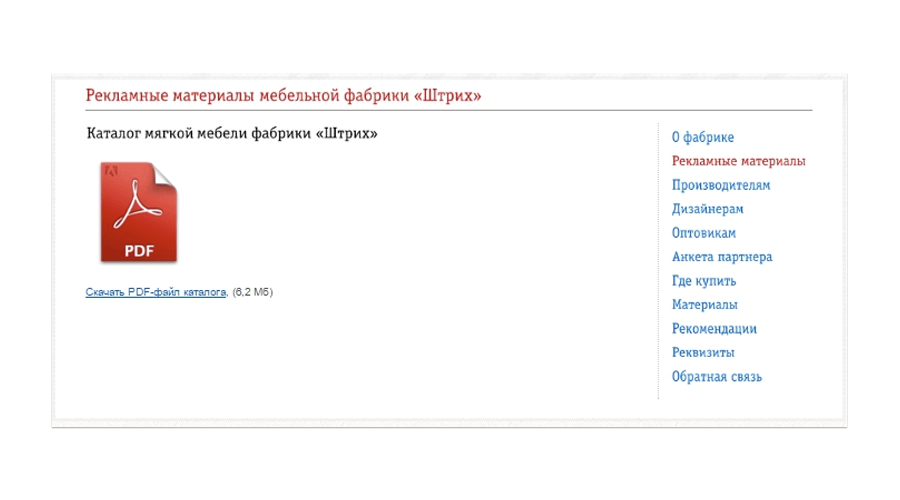 Рекламные материалы мебельной фабрики «Штрих»
Каталог мягкой мебели фабрики «Штрих»
PDF
Скачать PDF-файл каталога. (6,2 Мб)
О фабрике
Рекламные материалы
Производителям
Дизайнерам
Оптовикам
Анкета партнера
Где купить
Материалы
Рекомендации
Реквизиты
Обратная связь